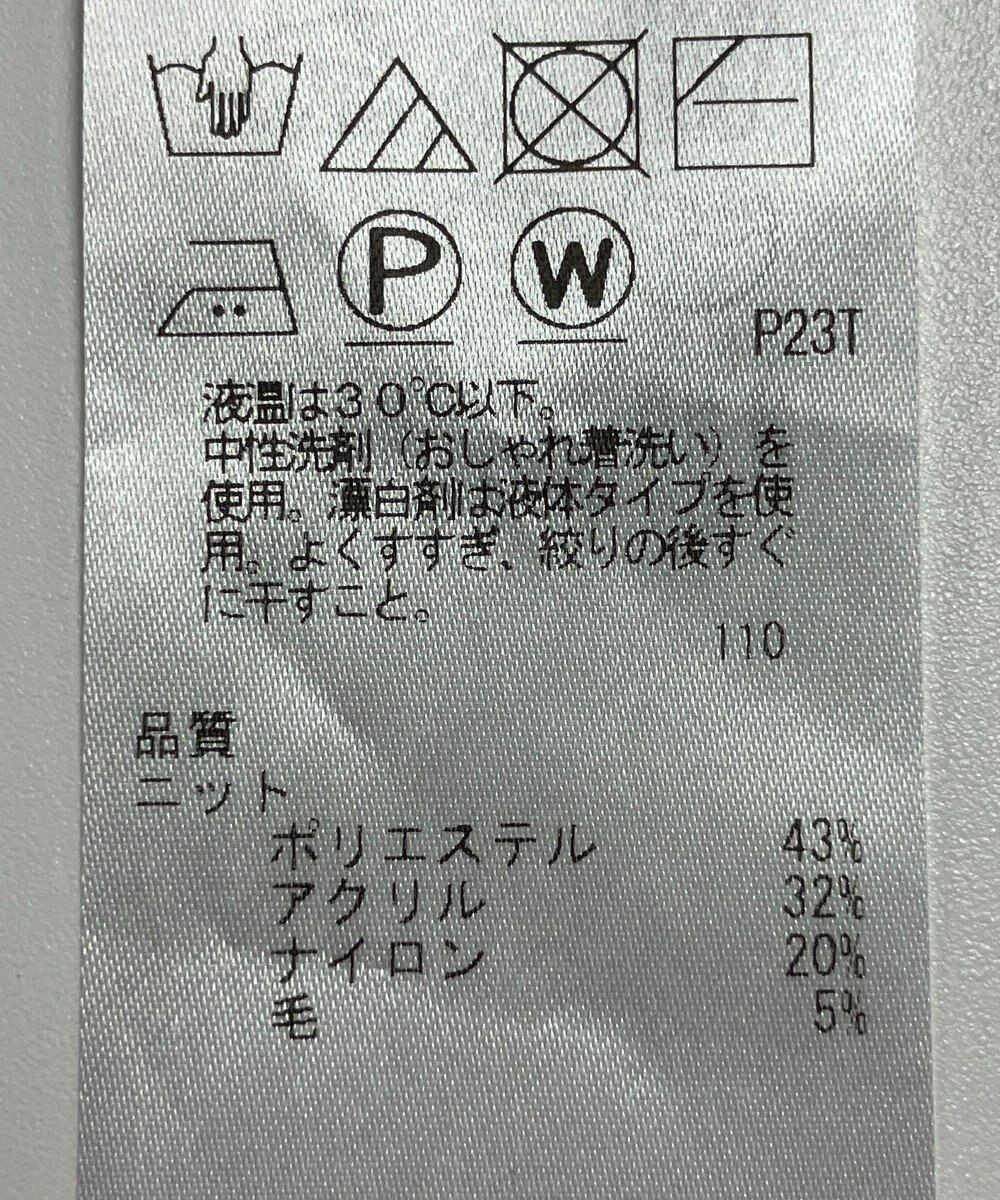 P W
P23T
液温は30℃以下。
中性洗剤（おしゃれ着洗い）を
使用。漂白剤は液体タイプを使
用。よくすすぎ、絞りの後すぐ
に干すこと。
110
品質
ニット
ポリエステル 43%
アクリル 32%
ナイロン 20%
毛 5%